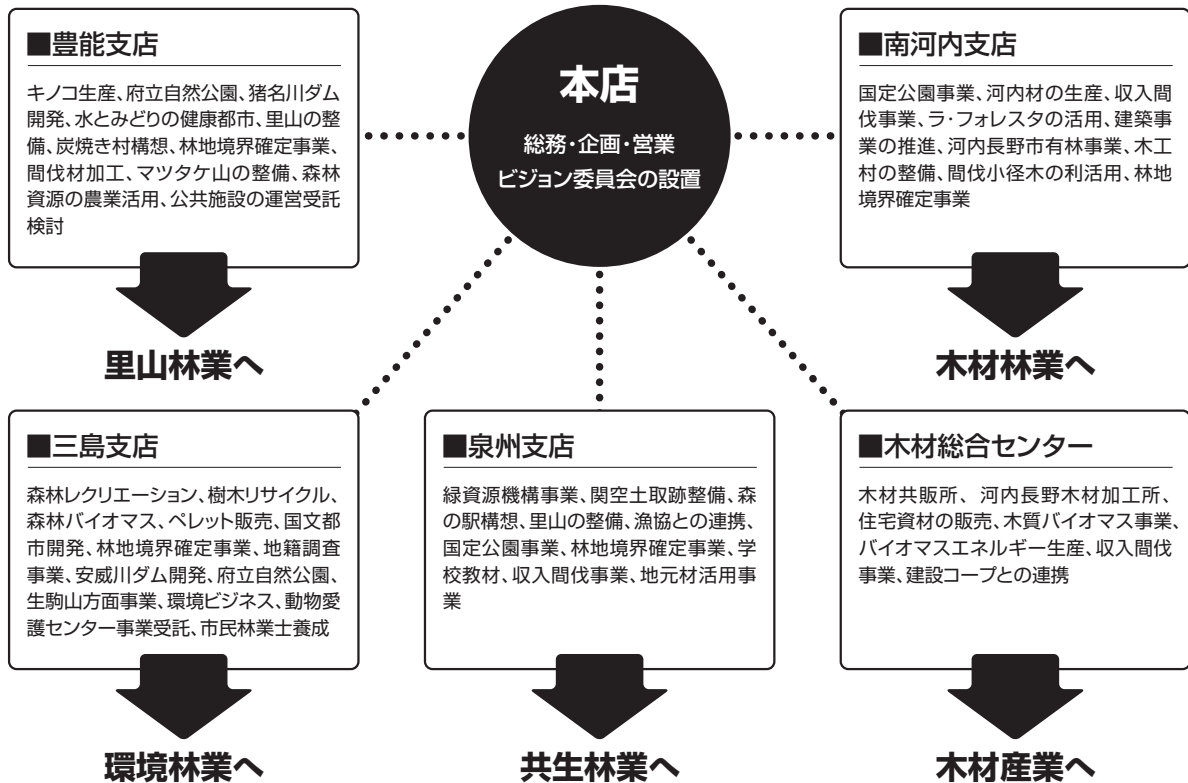 ■豊能支店
キノコ生産、府立自然公園、猪名川ダム
開発、水とみどりの健康都市、里山の整
備、炭焼き村構想、林地境界確定事業、
間伐材加工、マツタケ山の整備、森林
資源の農業活用、公共施設の運営受託
検討
里山林業へ
本店
総務・企画・営業
ビジョン委員会の設置
■南河内支店
国定公園事業、河内材の生産、収入間
伐事業、ラ・フォレスタの活用、建築事
業の推進、河内長野市有林事業、木工
村の整備、間伐小径木の利活用、林地
境界確定事業
木材林業へ
■三島支店
森林レクリエーション、樹木リサイクル、
森林バイオマス、ペレット販売、国文都
市開発、林地境界確定事業、地籍調査
事業、安威川ダム開発、府立自然公園、
生駒山方面事業、環境ビジネス、動物愛
護センター事業受託、市民林業士養成
環境林業へ
■泉州支店
緑資源機構事業、関空土取跡整備、森
の駅構想、里山の整備、漁協との連携、
国定公園事業、林地境界確定事業、学
校教材、収入間伐事業、地元材活用事
業
共生林業へ
■木材総合センター
木材共販所、河内長野木材加工所、
住宅資材の販売、木質バイオマス事業、
バイオマスエネルギー生産、収入間伐
事業、建設コープとの連携
木材産業へ